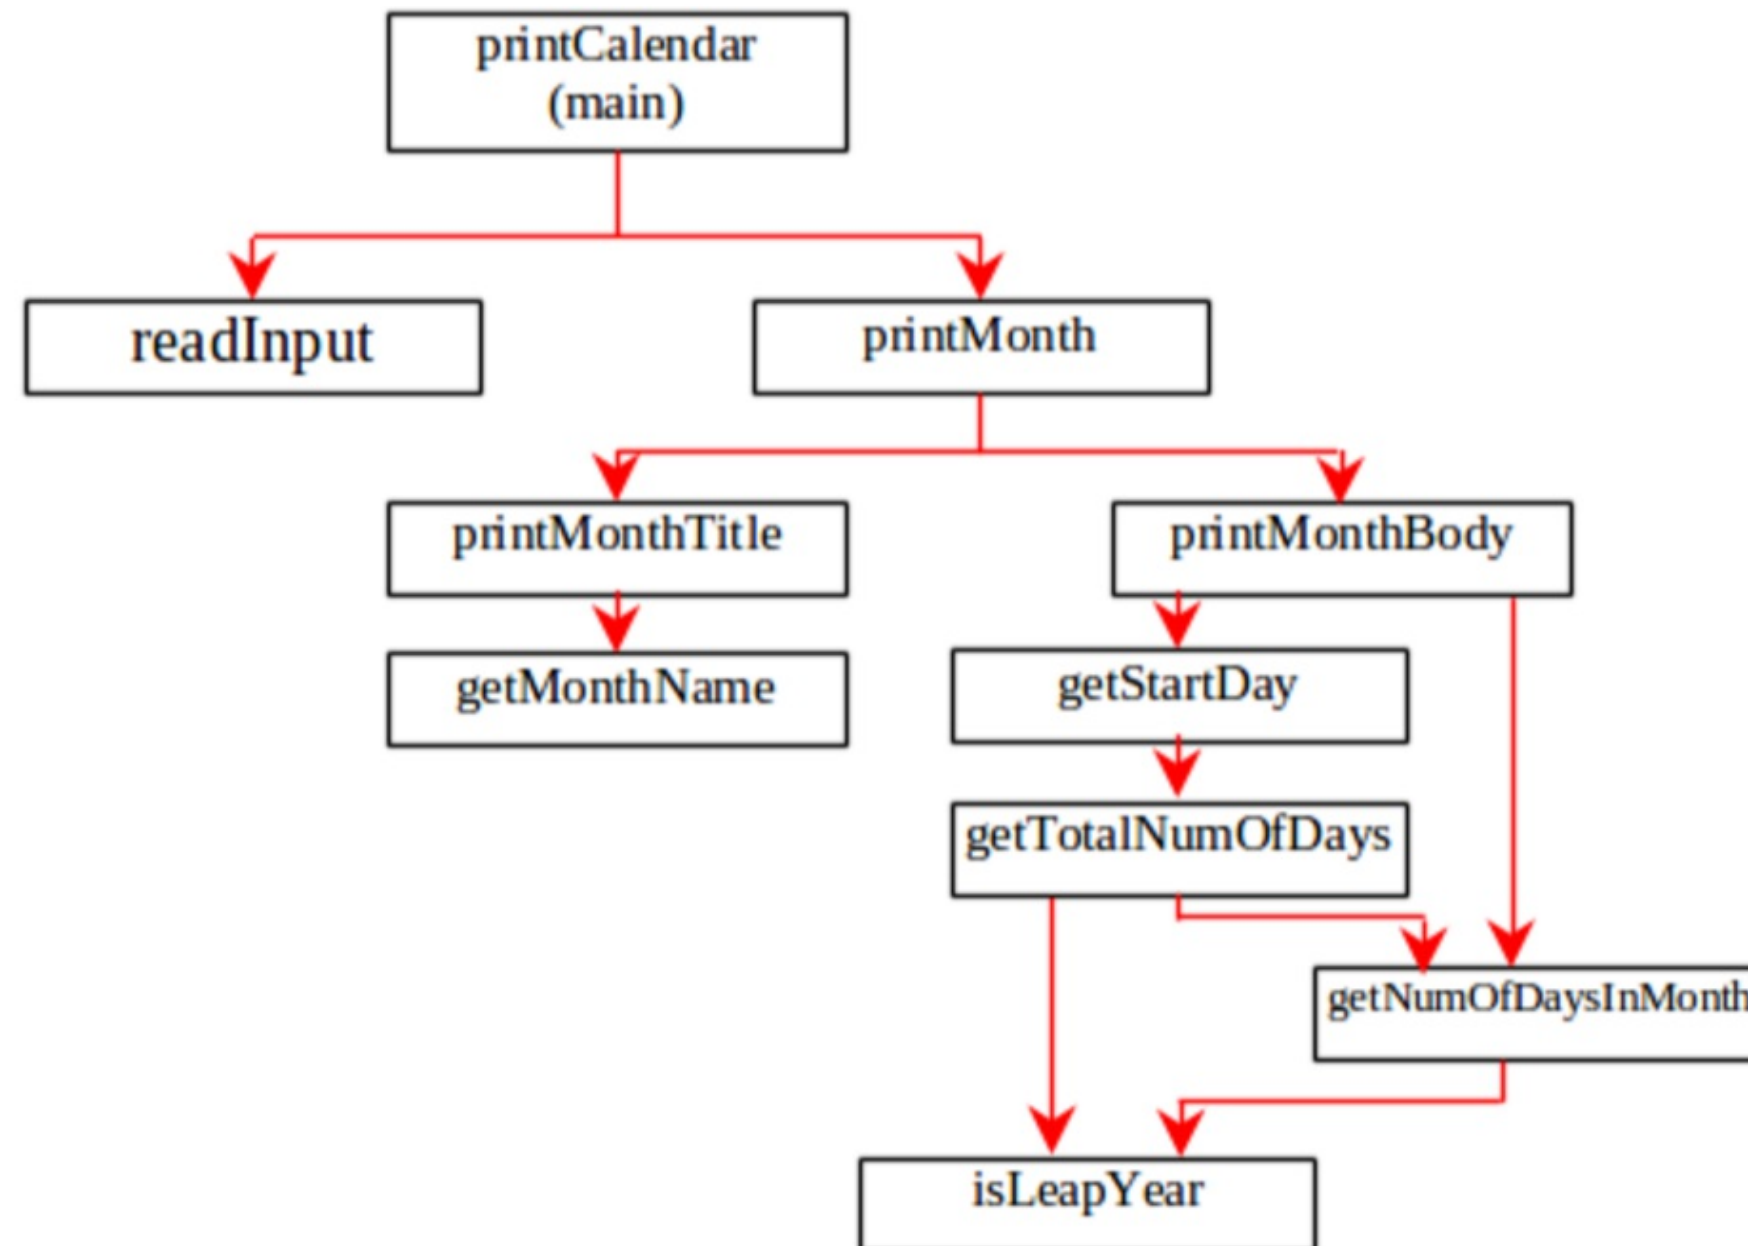 printCalendar
(main)
readInput
printMonth
printMonthTitle
printMonthBody
getMonthName
getStartDay
getTotalNumOfDays
getNumOfDaysInMonth
isLeapYear